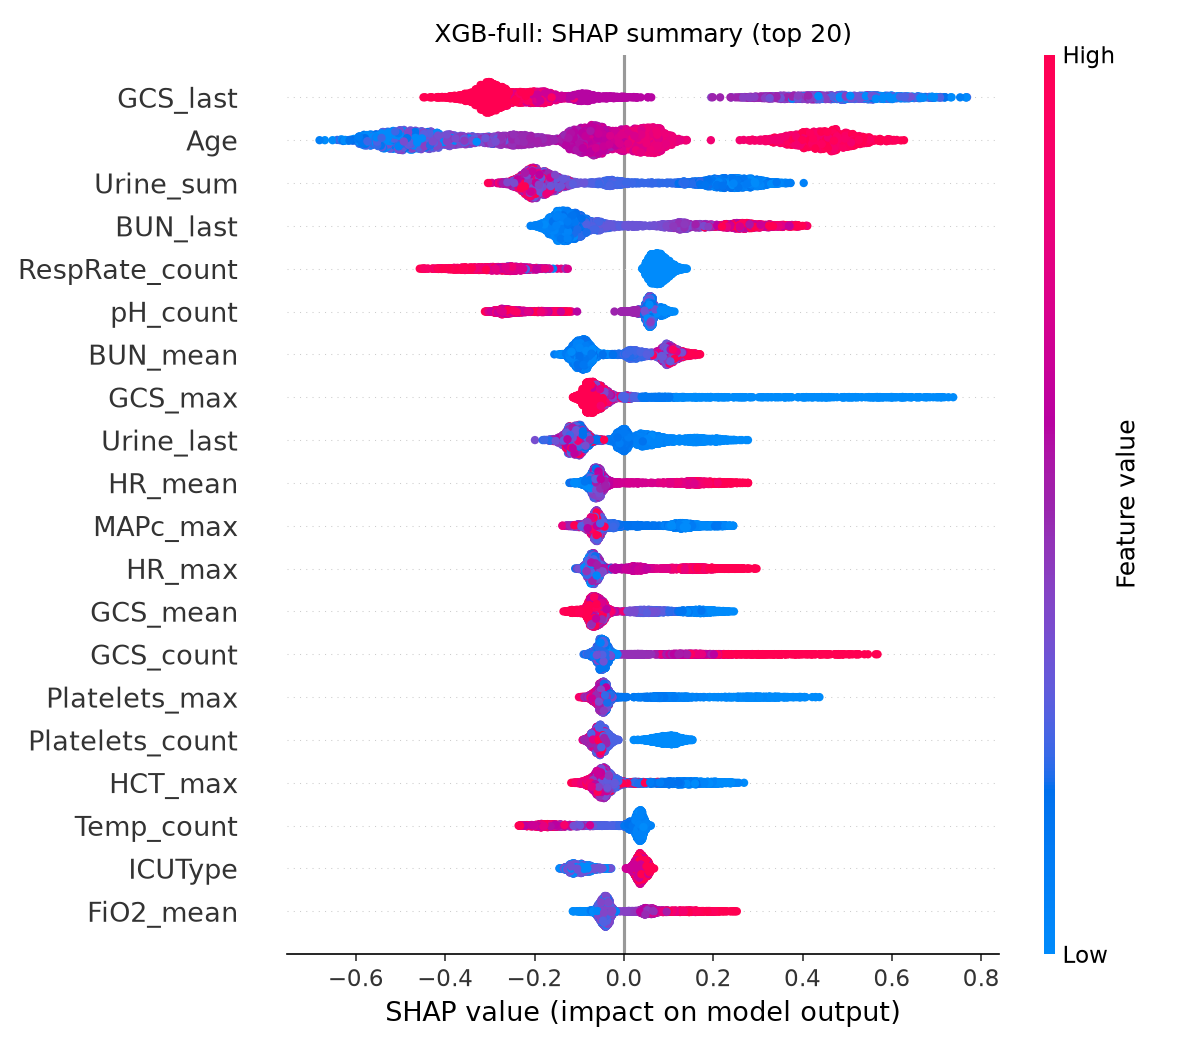 XGB-full: SHAP summary (top 20)
High
GCS_last
Age
Urine_sum
BUN_last
RespRate_count
pH_count
BUN_mean
GCS_max
Urine_last
HR_mean
MAPc_max
HR_max
GCS_mean
GCS_count
Platelets_max
Platelets_count
HCT_max
Temp_count
ICUType
FiO2_mean
Feature value
Low
−0.6 −0.4 −0.2 0.0 0.2 0.4 0.6 0.8
SHAP value (impact on model output)